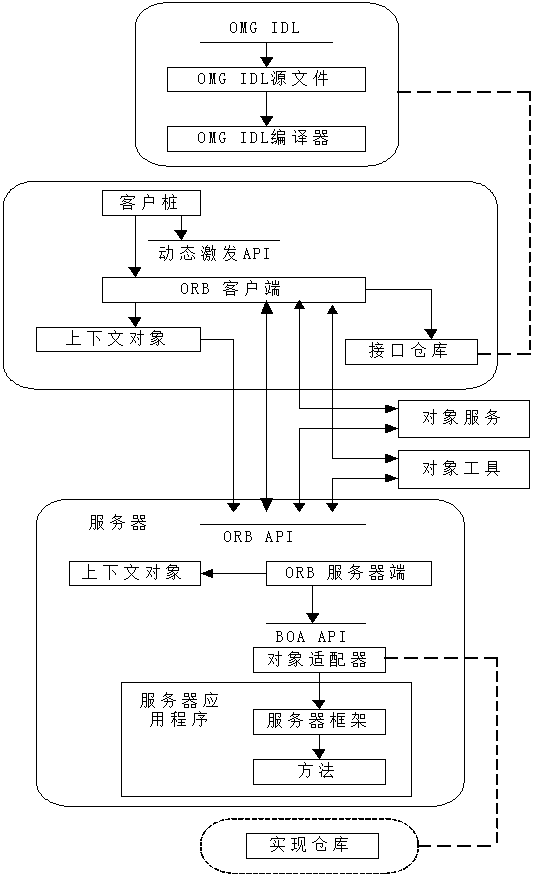 OMG IDL
OMG IDL源文件
OMG IDL编译器
客户桩
动态激发API
ORB 客户端
上下文对象
接口仓库
对象服务
对象工具
服务器
ORB API
上下文对象
ORB 服务器端
BOA API
对象适配器
服务器应
用程序
服务器框架
方法
实现仓库